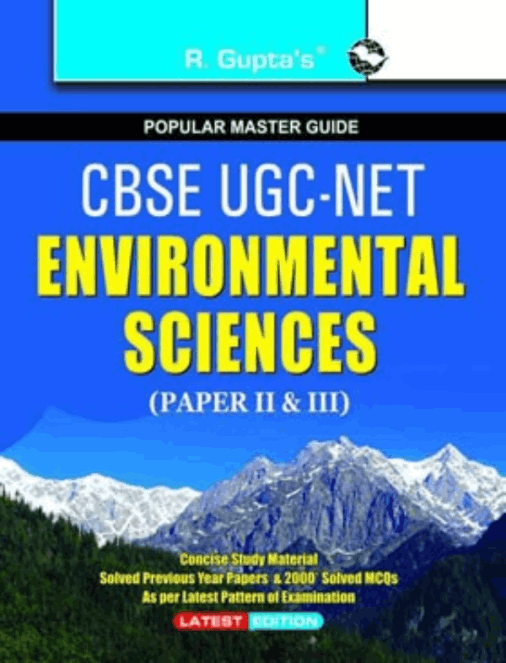 R. Gupta's®
POPULAR MASTER GUIDE
CBSE UGC-NET
ENVIRONMENTAL
SCIENCES
(PAPER II & III)
Concise Study Material
Solved Previous Year Papers & 2000+ Solved MCQs
As per Latest Pattern of Examination
LATEST EDITION